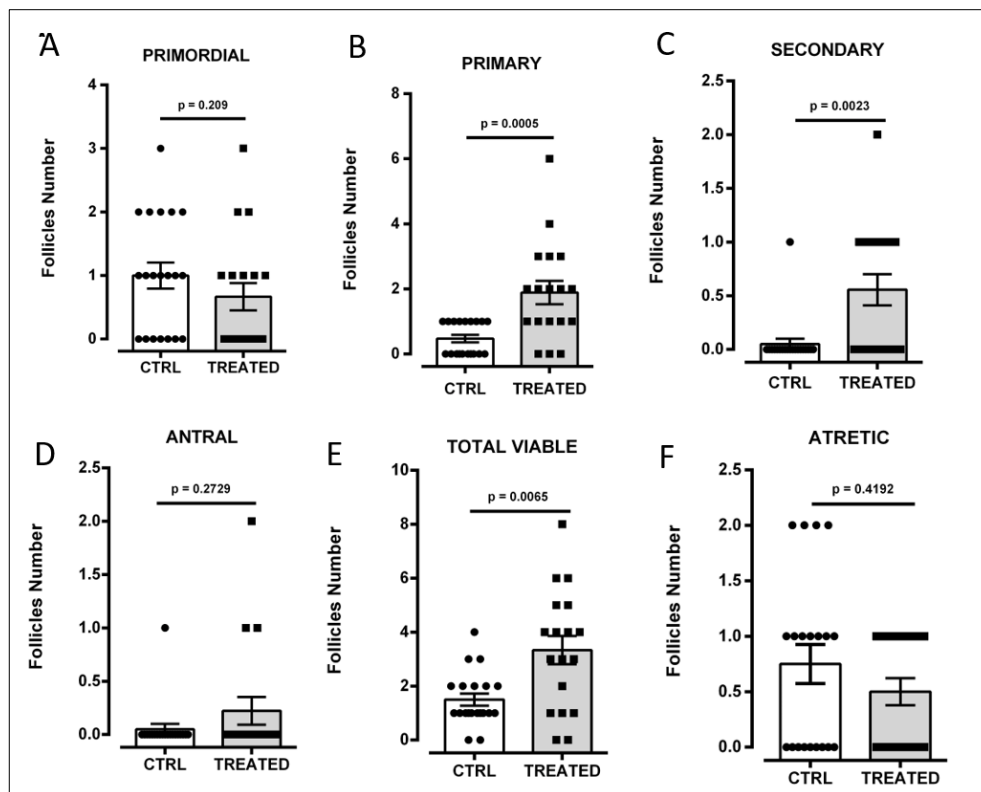 A
PRIMORDIAL
p = 0.209
Follicles Number
4
3
2
1
0
CTRL TREATED
B
PRIMARY
p = 0.0005
Follicles Number
8
6
4
2
0
CTRL TREATED
C
SECONDARY
p = 0.0023
Follicles Number
2.5
2.0
1.5
1.0
0.5
0.0
CTRL TREATED
D
ANTRAL
p = 0.2729
Follicles Number
2.5
2.0
1.5
1.0
0.5
0.0
CTRL TREATED
E
TOTAL VIABLE
p = 0.0065
Follicles Number
10
8
6
4
2
0
CTRL TREATED
F
ATRETIC
p = 0.4192
Follicles Number
2.5
2.0
1.5
1.0
0.5
0.0
CTRL TREATED